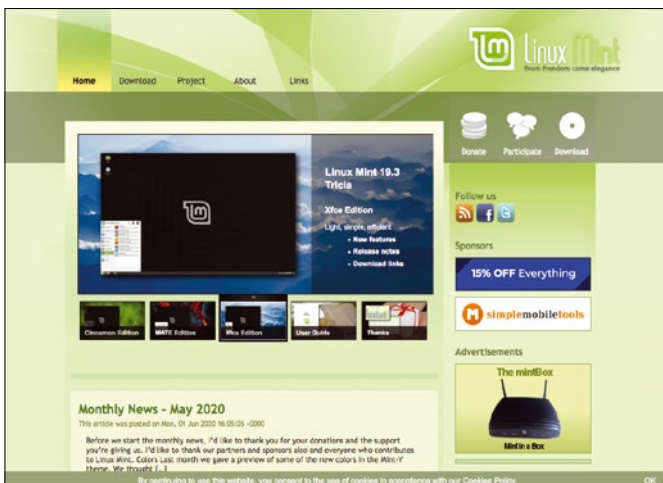 Linux Mint
from freedom came elegance
Home Download Project About Links
Donate Participate Download
Linux Mint 19.3
Tricia
Xfce Edition
Light, simple, efficient
• New features
• Release notes
• Download links
Cinnamon Edition MATE Edition Xfce Edition User Guide Thanks
Follow us
Sponsors
15% OFF Everything
simplemobiletools
Advertisements
The mintBox
Mint in a Box
Monthly News – May 2020
This article was posted on Mon, 01 Jun 2020 16:05:05 +0000
Before we start the monthly news, I'd like to thank you for your donations and the support
you're giving us. I'd like to thank our partners and sponsors also and everyone who contributes
to Linux Mint. Colors Last month we gave a preview of some of the new colors in the Mint-Y
theme. We thought [...]
By continuing to use this website, you consent to the use of cookies in accordance with our Cookies Policy. OK